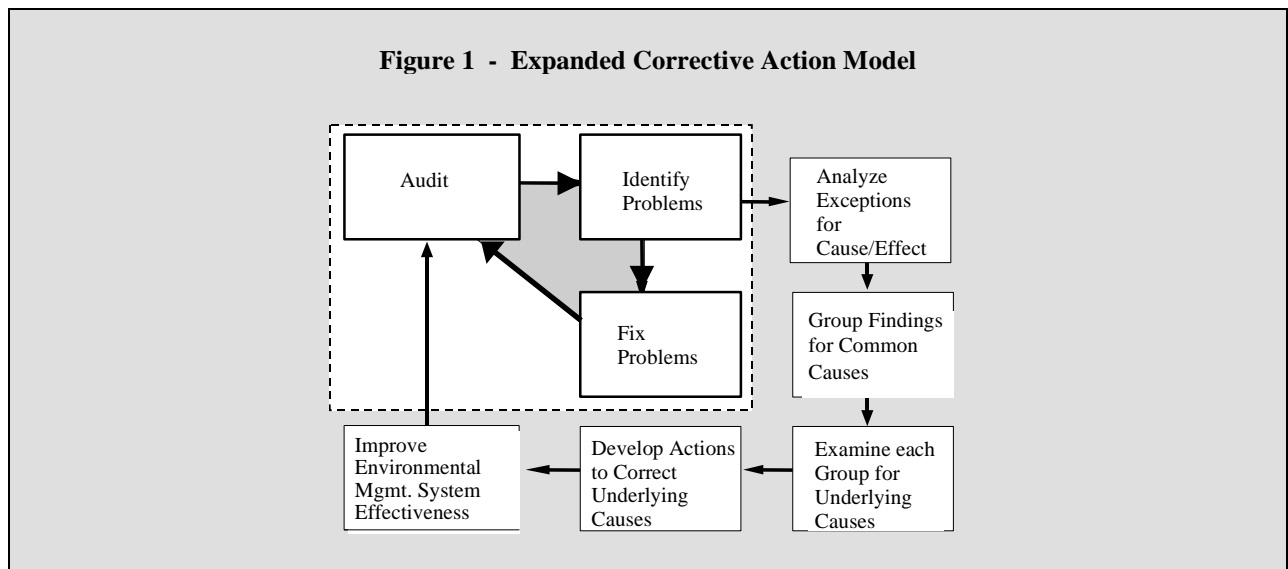 Figure 1 - Expanded Corrective Action Model
Audit
Identify
Problems
Fix
Problems
Analyze
Exceptions
for
Cause/Effect
Group Findings
for Common
Causes
Examine each
Group for
Underlying
Causes
Develop Actions
to Correct
Underlying
Causes
Improve
Environmental
Mgmt. System
Effectiveness